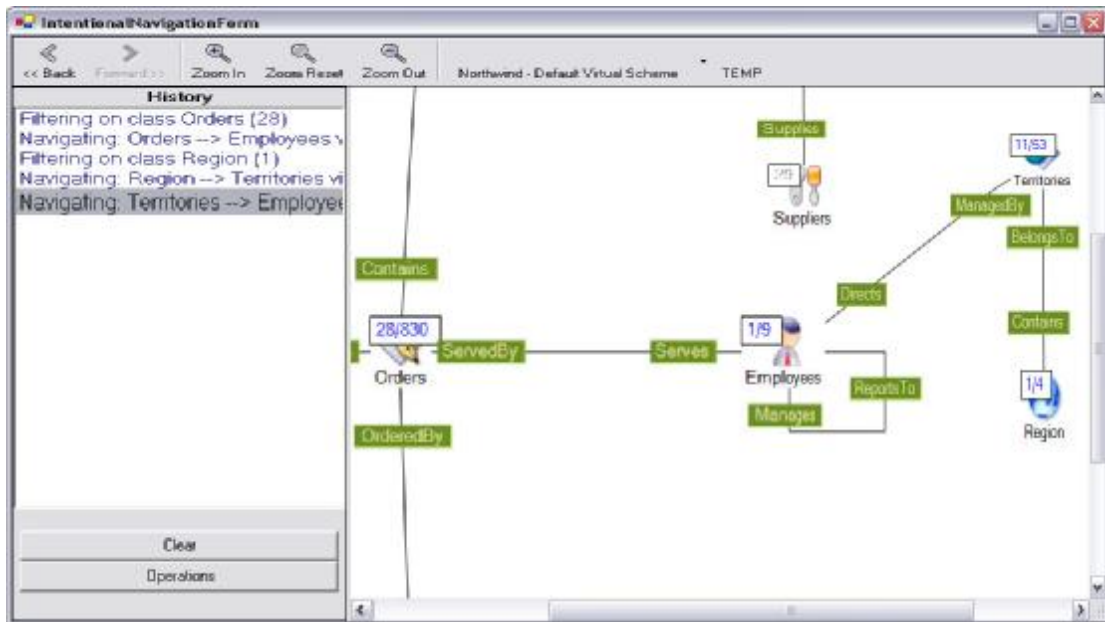 IntentionalNavigationForm
<< Back
Forward >>
Zoom In
Zoom Reset
Zoom Out
Northwind - Default Virtual Scheme
TEMP
History
Filtering on class Orders (28)
Navigating: Orders --> Employees v
Filtering on class Region (1)
Navigating: Region --> Territories vi
Navigating: Territories --> Employee
Clear
Operations
Supplies
Suppliers
11/53
Territories
ManagedBy
BelongsTo
Contains
Directs
28/830
ServedBy
Serves
1/9
Contains
Orders
Employees
ReportsTo
1/4
Manages
Region
OrderedBy